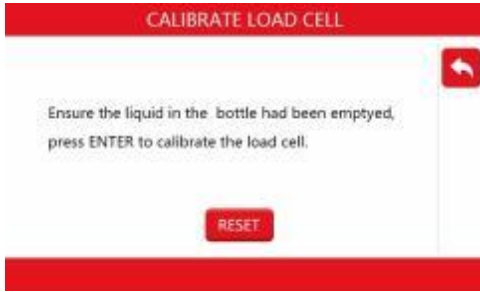 CALIBRATE LOAD CELL
Ensure the liquid in the bottle had been emptyed,
press ENTER to calibrate the load cell.
RESET